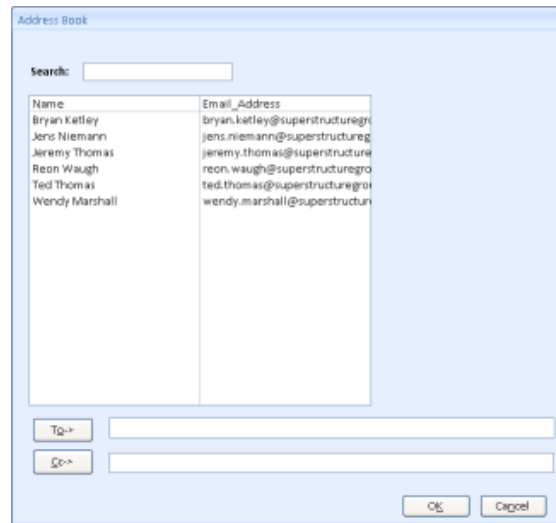 Address Book
Search:
Name Email_Address
Bryan Ketley bryan.ketley@superstructuregr
Jens Niemann jens.niemann@superstructureg
Jeremy Thomas jeremy.thomas@superstructure
Reon Waugh reon.waugh@superstructuregro
Ted Thomas ted.thomas@superstructuregro
Wendy Marshall wendy.marshall@superstructur
To->
Cc->
OK Cancel